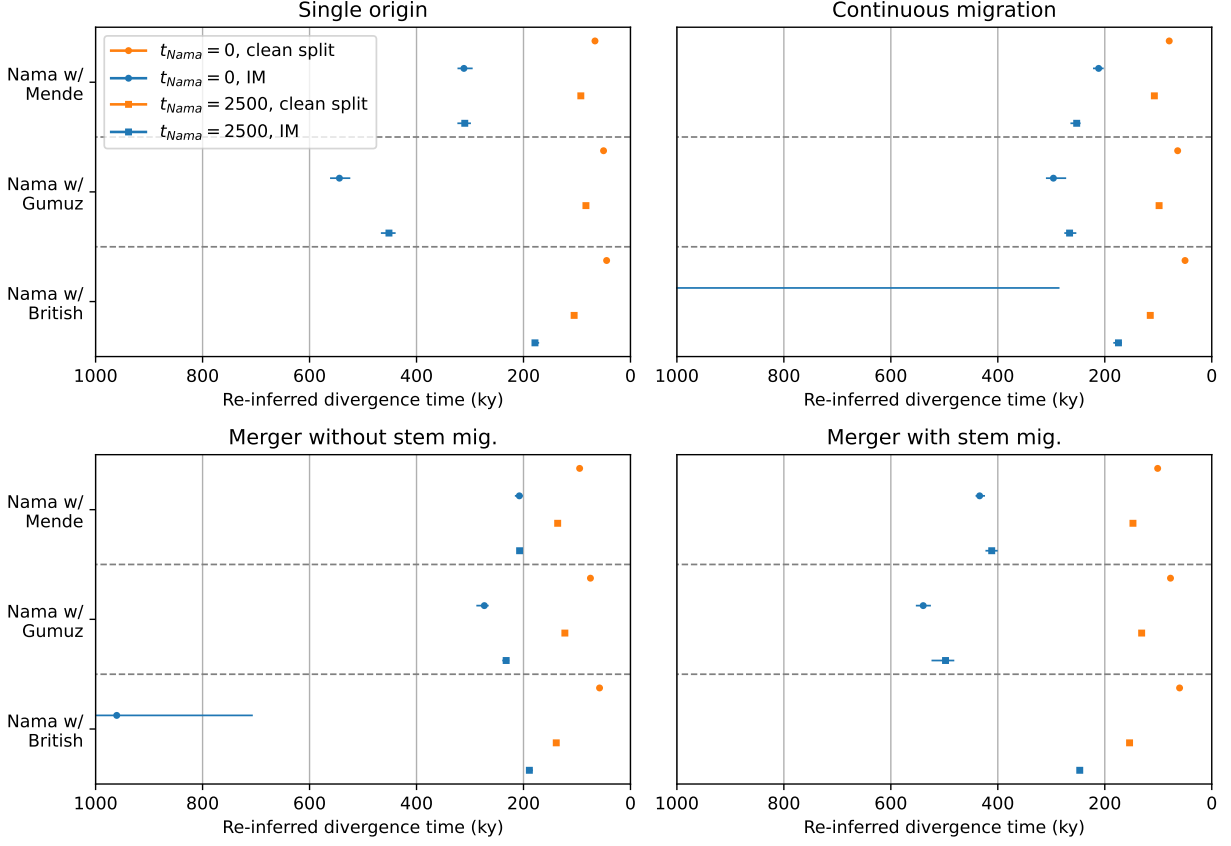 Single origin
Continuous migration
t_Nama = 0, clean split
t_Nama = 0, IM
t_Nama = 2500, clean split
t_Nama = 2500, IM
Nama w/
Mende
Nama w/
Gumuz
Nama w/
British
1000 800 600 400 200 0
Re-inferred divergence time (ky)
1000 800 600 400 200 0
Re-inferred divergence time (ky)
Merger without stem mig.
Merger with stem mig.
Nama w/
Mende
Nama w/
Gumuz
Nama w/
British
1000 800 600 400 200 0
Re-inferred divergence time (ky)
1000 800 600 400 200 0
Re-inferred divergence time (ky)